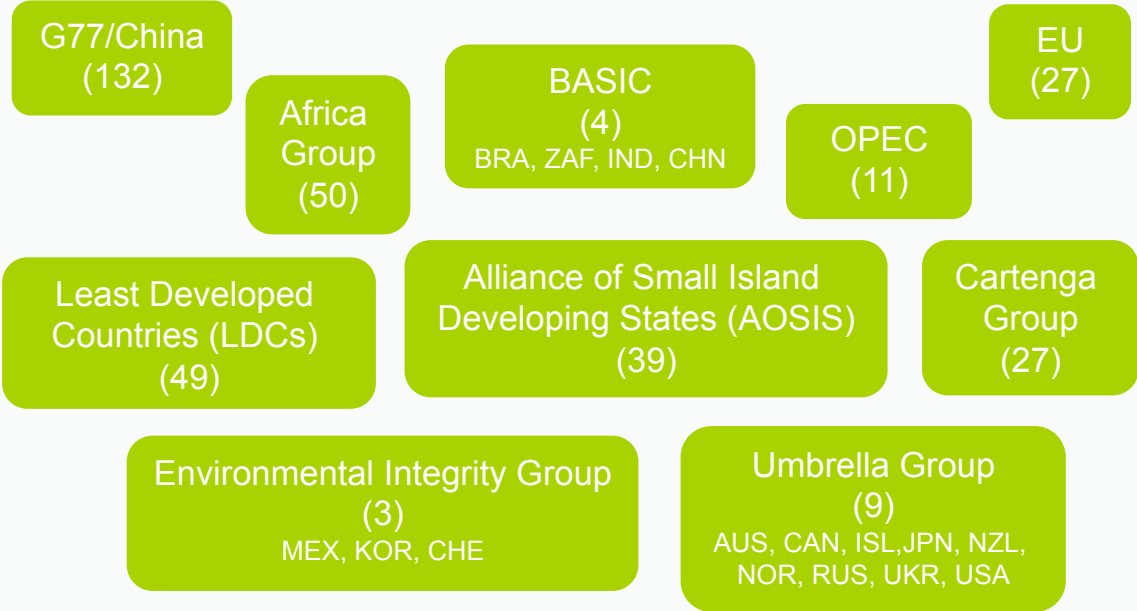 G77/China
(132)
Africa
Group
(50)
BASIC
(4)
BRA, ZAF, IND, CHN
OPEC
(11)
EU
(27)
Least Developed
Countries (LDCs)
(49)
Alliance of Small Island
Developing States (AOSIS)
(39)
Cartenga
Group
(27)
Environmental Integrity Group
(3)
MEX, KOR, CHE
Umbrella Group
(9)
AUS, CAN, ISL,JPN, NZL,
NOR, RUS, UKR, USA